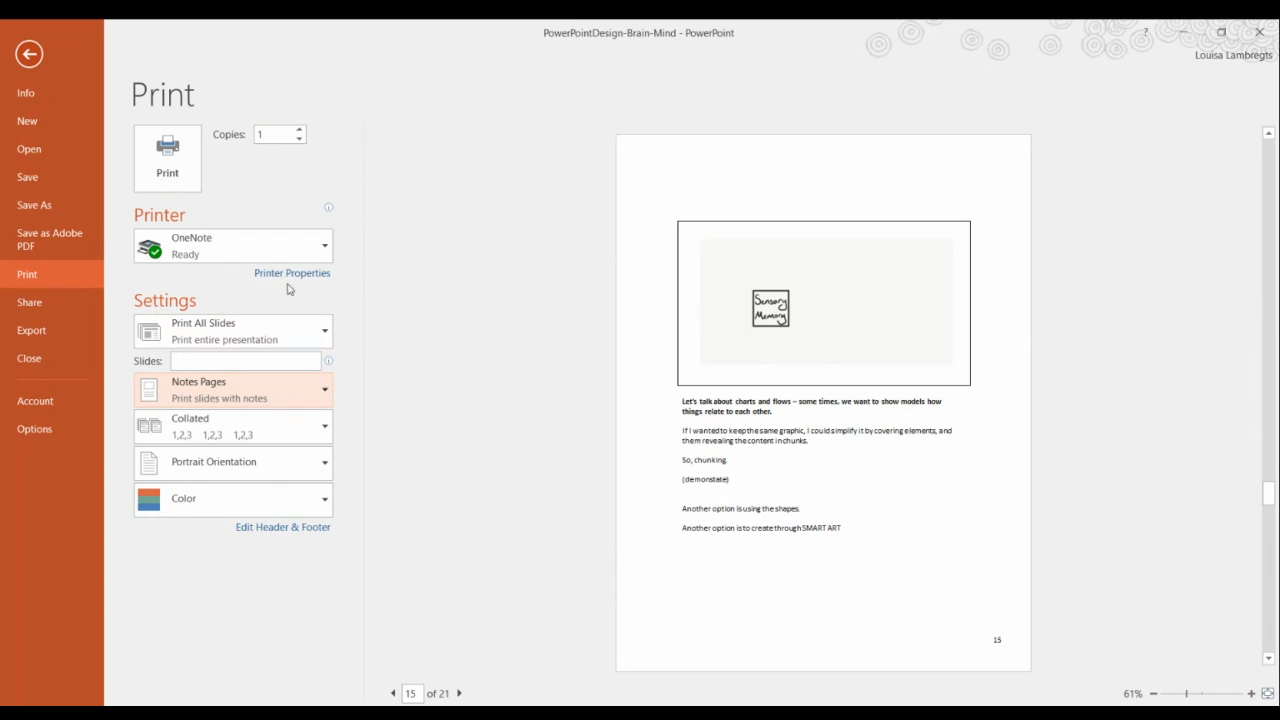 PowerPointDesign-Brain-Mind - PowerPoint
?
Louisa Lambregts
Info
New
Open
Save
Save As
Save as Adobe
PDF
Print
Share
Export
Close
Account
Options
Print
Print
Copies: 1
Printer
OneNote
Ready
Printer Properties
Settings
Print All Slides
Print entire presentation
Slides:
Notes Pages
Print slides with notes
Collated
1,2,3 1,2,3 1,2,3
Portrait Orientation
Color
Edit Header & Footer
Sensory
Memory
Let's talk about charts and flows – some times, we want to show models how
things relate to each other.
If I wanted to keep the same graphic, I could simplify it by covering elements, and
them revealing the content in chunks.
So, chunking.
(demonstate)
Another option is using the shapes.
Another option is to create through SMART ART
15
15 of 21
61%